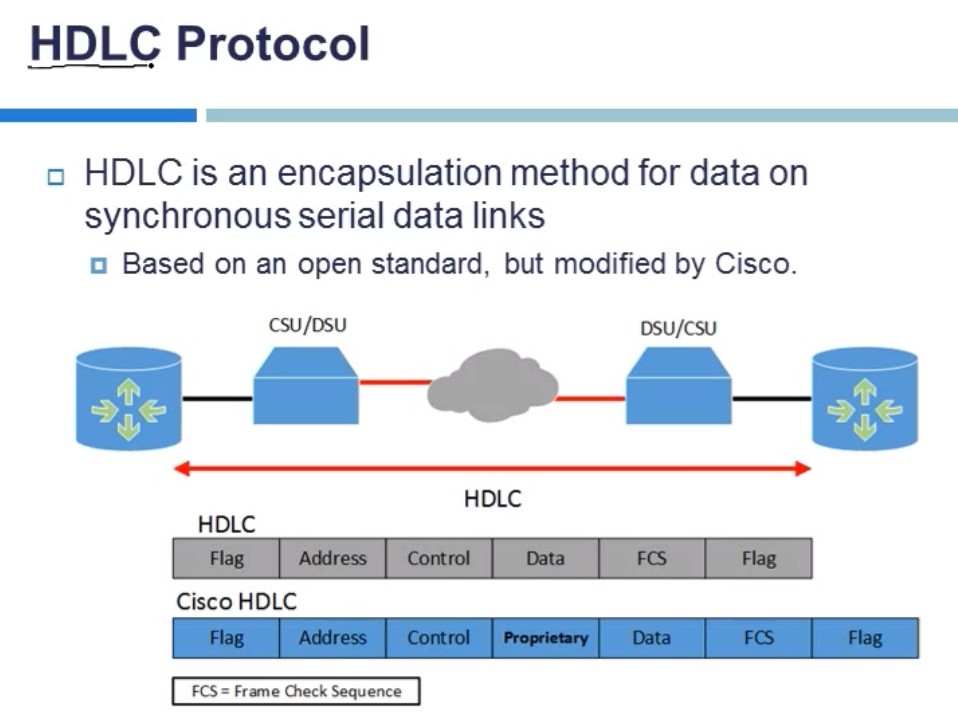 HDLC Protocol
HDLC is an encapsulation method for data on
synchronous serial data links
Based on an open standard, but modified by Cisco.
CSU/DSU
DSU/CSU
HDLC
HDLC
Flag Address Control Data FCS Flag
Cisco HDLC
Flag Address Control Proprietary Data FCS Flag
FCS = Frame Check Sequence